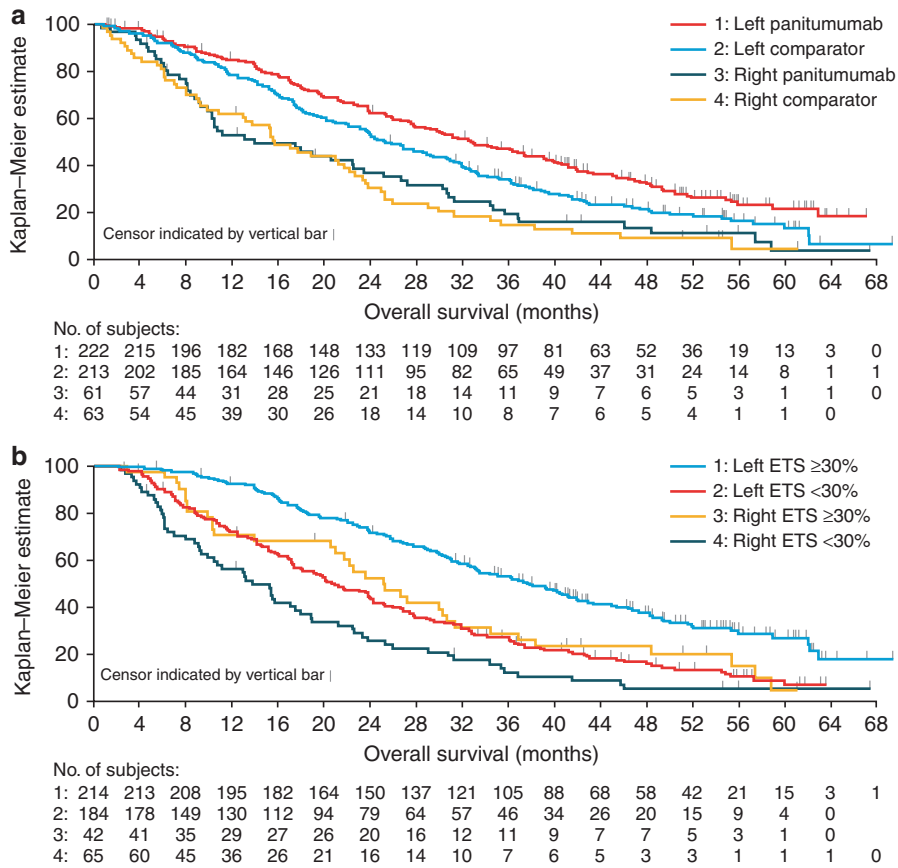 a
100
80
60
40
20
0
Kaplan–Meier estimate
1: Left panitumumab
2: Left comparator
3: Right panitumumab
4: Right comparator
Censor indicated by vertical bar |
0 4 8 12 16 20 24 28 32 36 40 44 48 52 56 60 64 68
Overall survival (months)
No. of subjects:
1: 222 215 196 182 168 148 133 119 109 97 81 63 52 36 19 13 3 0
2: 213 202 185 164 146 126 111 95 82 65 49 37 31 24 14 8 1 1
3: 61 57 44 31 28 25 21 18 14 11 9 7 6 5 3 1 1 0
4: 63 54 45 39 30 26 18 14 10 8 7 6 5 4 1 1 0
b
100
80
60
40
20
0
Kaplan–Meier estimate
1: Left ETS ≥30%
2: Left ETS <30%
3: Right ETS ≥30%
4: Right ETS <30%
Censor indicated by vertical bar |
0 4 8 12 16 20 24 28 32 36 40 44 48 52 56 60 64 68
Overall survival (months)
No. of subjects:
1: 214 213 208 195 182 164 150 137 121 105 88 68 58 42 21 15 3 1
2: 184 178 149 130 112 94 79 64 57 46 34 26 20 15 9 4 0
3: 42 41 35 29 27 26 20 16 12 11 9 7 7 5 3 1 0
4: 65 60 45 36 26 21 16 14 10 7 6 5 3 3 1 1 1 0